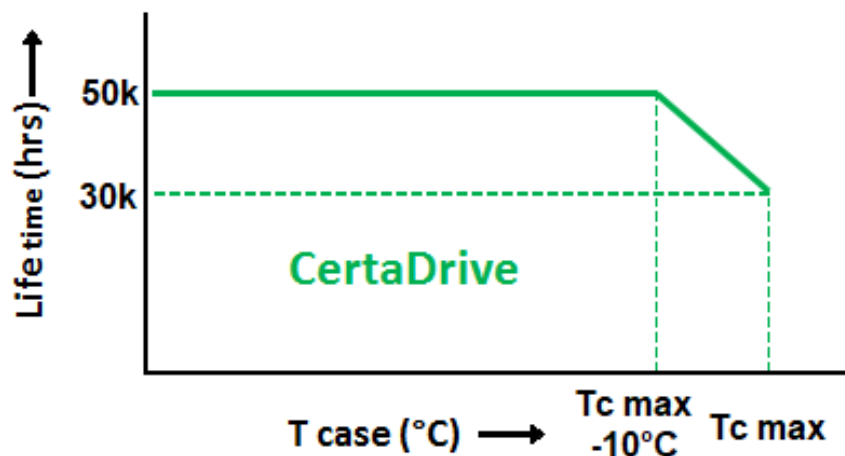 Life time (hrs)
50k
30k
CertaDrive
T case (°C)
Tc max
-10°C
Tc max